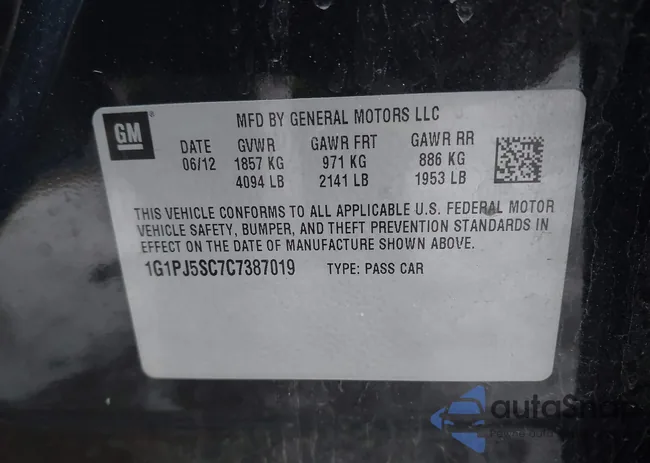 GM
MFD BY GENERAL MOTORS LLC
DATE GVWR GAWR FRT GAWR RR
06/12 1857 KG 971 KG 886 KG
4094 LB 2141 LB 1953 LB
THIS VEHICLE CONFORMS TO ALL APPLICABLE U.S. FEDERAL MOTOR
VEHICLE SAFETY, BUMPER, AND THEFT PREVENTION STANDARDS IN
EFFECT ON THE DATE OF MANUFACTURE SHOWN ABOVE.
1G1PJ5SC7C7387019 TYPE: PASS CAR
autoSnap